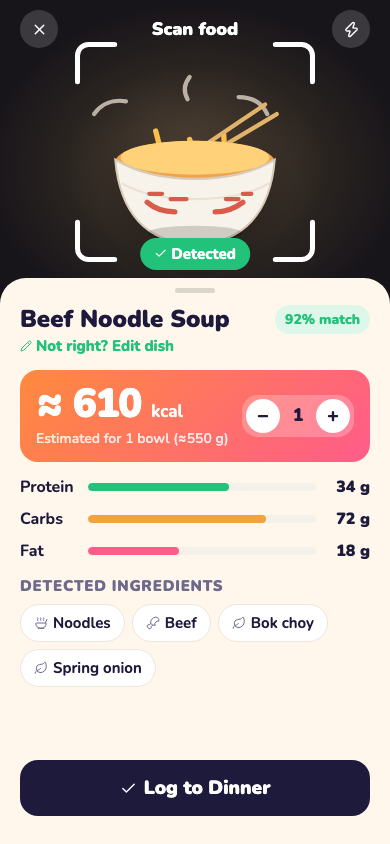 Scan food
Detected
Beef Noodle Soup
92% match
Not right? Edit dish
≈ 610 kcal
Estimated for 1 bowl (≈550 g)
− 1 +
Protein 34 g
Carbs 72 g
Fat 18 g
DETECTED INGREDIENTS
Noodles Beef Bok choy
Spring onion
Log to Dinner